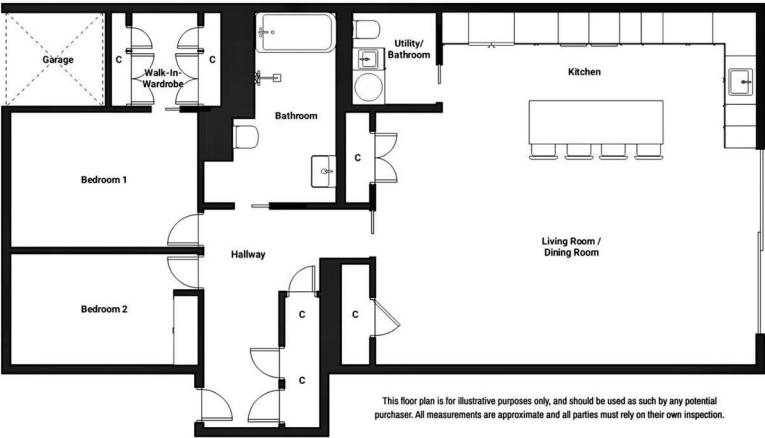 Garage
C
Walk-In-
Wardrobe
C
Utility/
Bathroom
Kitchen
Bathroom
C
Bedroom 1
Living Room /
Dining Room
Hallway
Bedroom 2
C
C
C
This floor plan is for illustrative purposes only, and should be used as such by any potential
purchaser. All measurements are approximate and all parties must rely on their own inspection.